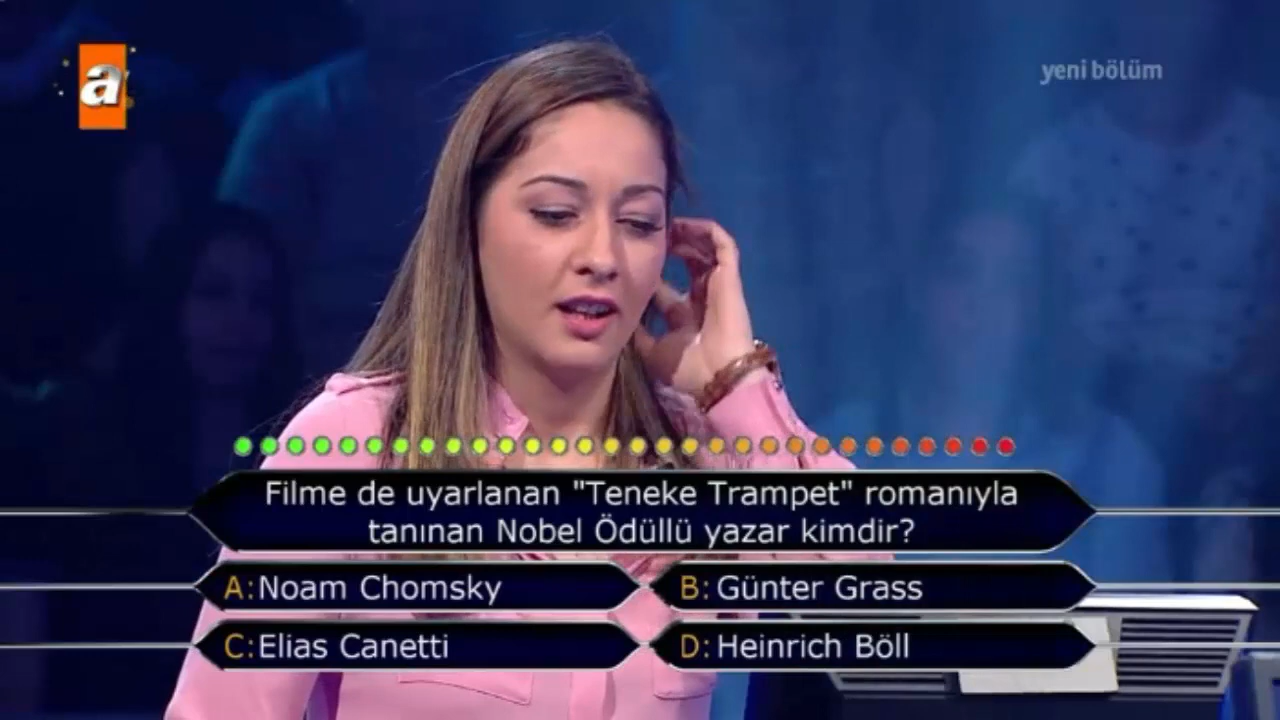 a
yeni bölüm
Filme de uyarlanan "Teneke Trampet" romanıyla
tanınan Nobel Ödüllü yazar kimdir?
A:Noam Chomsky
B:Günter Grass
C:Elias Canetti
D:Heinrich Böll